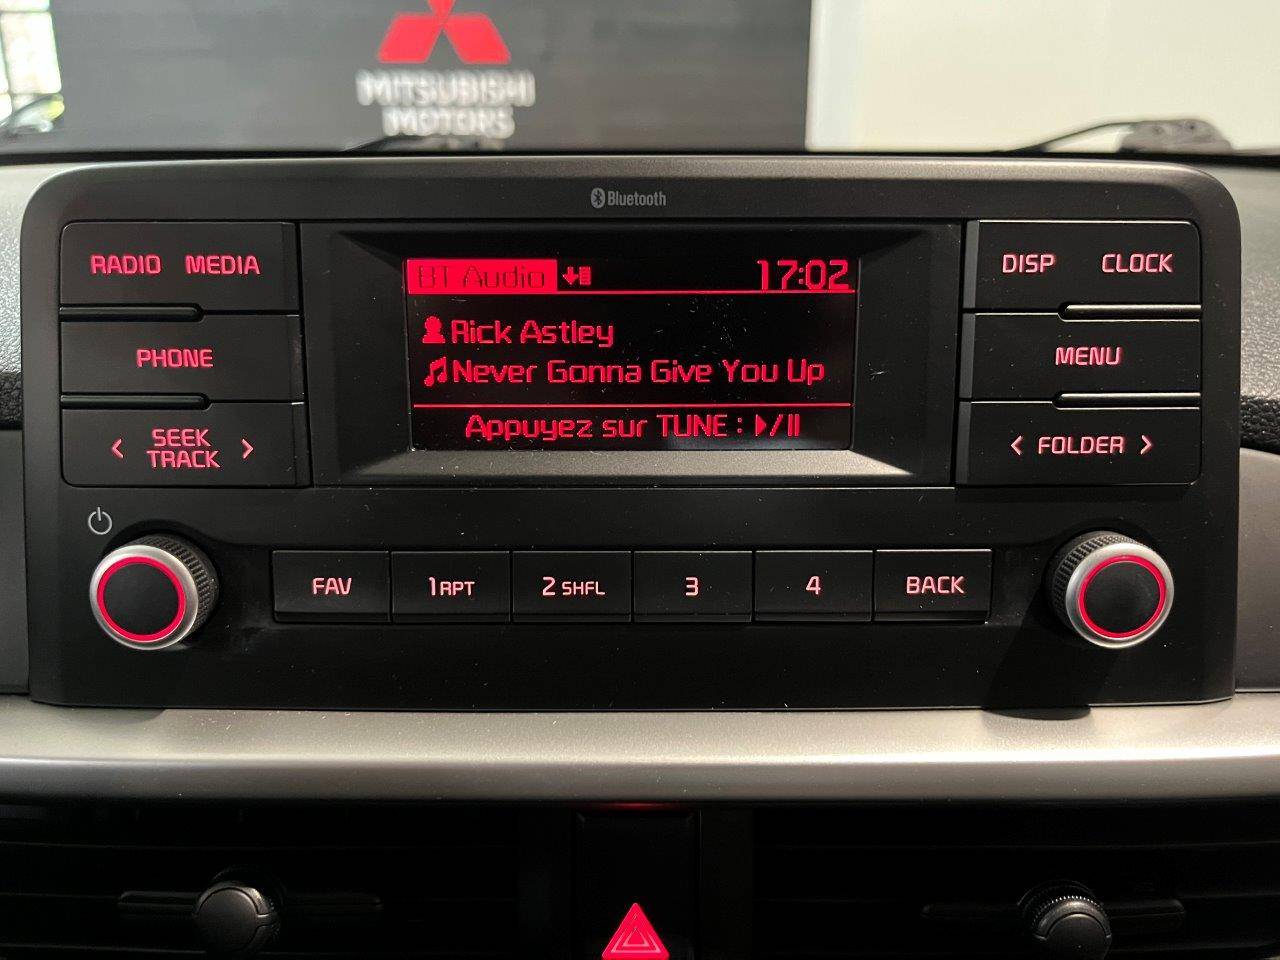 MITSUBISHI
MOTORS
Bluetooth
RADIO MEDIA
PHONE
< SEEK >
TRACK
BT Audio 17:02
Rick Astley
Never Gonna Give You Up
Appuyez sur TUNE :
DISP CLOCK
MENU
< FOLDER >
FAV 1 RPT 2 SHFL 3 4 BACK